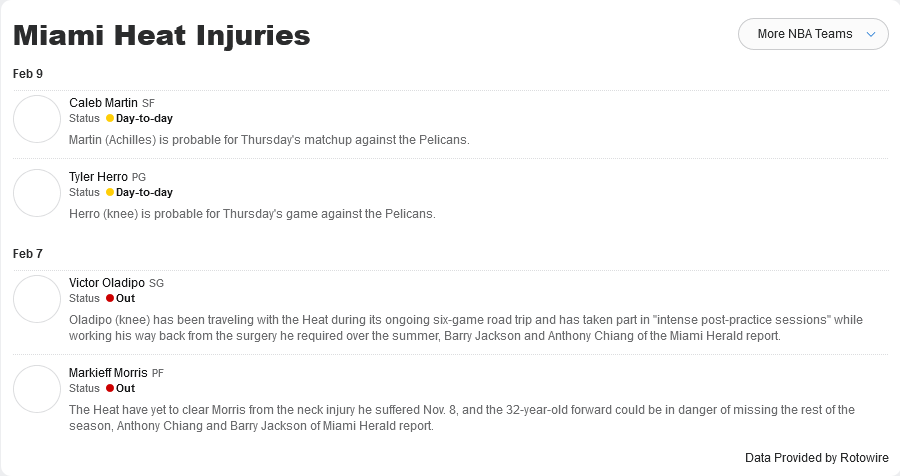 Miami Heat Injuries
More NBA Teams
Feb 9
Caleb Martin SF
Status Day-to-day
Martin (Achilles) is probable for Thursday's matchup against the Pelicans.
Tyler Herro PG
Status Day-to-day
Herro (knee) is probable for Thursday's game against the Pelicans.
Feb 7
Victor Oladipo SG
Status Out
Oladipo (knee) has been traveling with the Heat during its ongoing six-game road trip and has taken part in "intense post-practice sessions" while
working his way back from the surgery he required over the summer, Barry Jackson and Anthony Chiang of the Miami Herald report.
Markieff Morris PF
Status Out
The Heat have yet to clear Morris from the neck injury he suffered Nov. 8, and the 32-year-old forward could be in danger of missing the rest of the
season, Anthony Chiang and Barry Jackson of Miami Herald report.
Data Provided by Rotowire